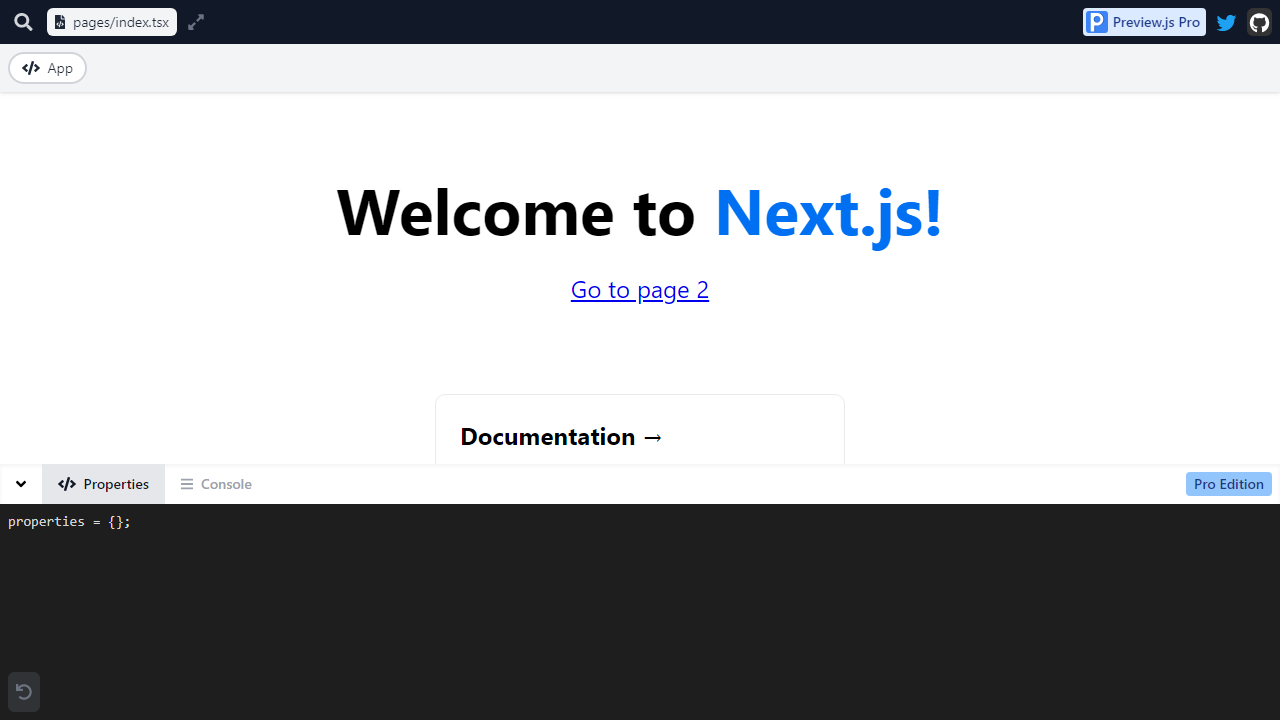 pages/index.tsx
Preview.js Pro
App
Welcome to Next.js!
Go to page 2
Documentation →
Properties
Console
Pro Edition
properties = {};